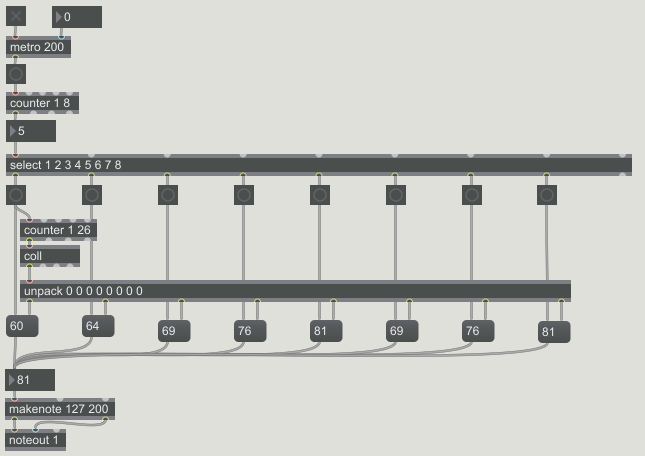 0
metro 200
counter 1 8
5
select 1 2 3 4 5 6 7 8
counter 1 26
coll
unpack 0 0 0 0 0 0 0 0
60 64 69 76 81 69 76 81
81
makenote 127 200
noteout 1